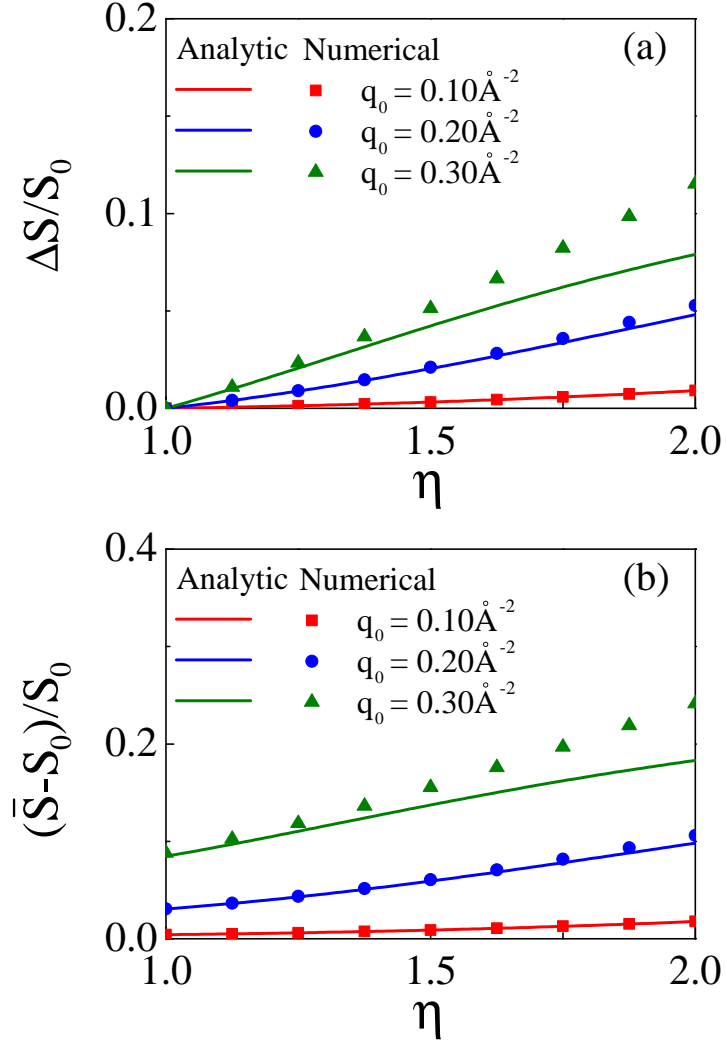 0.2
Analytic Numerical (a)
q₀ = 0.10Å⁻²
q₀ = 0.20Å⁻²
q₀ = 0.30Å⁻²
0.1
ΔS/S₀
0.0
1.0 1.5 2.0
η
0.4
Analytic Numerical (b)
q₀ = 0.10Å⁻²
q₀ = 0.20Å⁻²
q₀ = 0.30Å⁻²
0.2
(S̄-S₀)/S₀
0.0
1.0 1.5 2.0
η